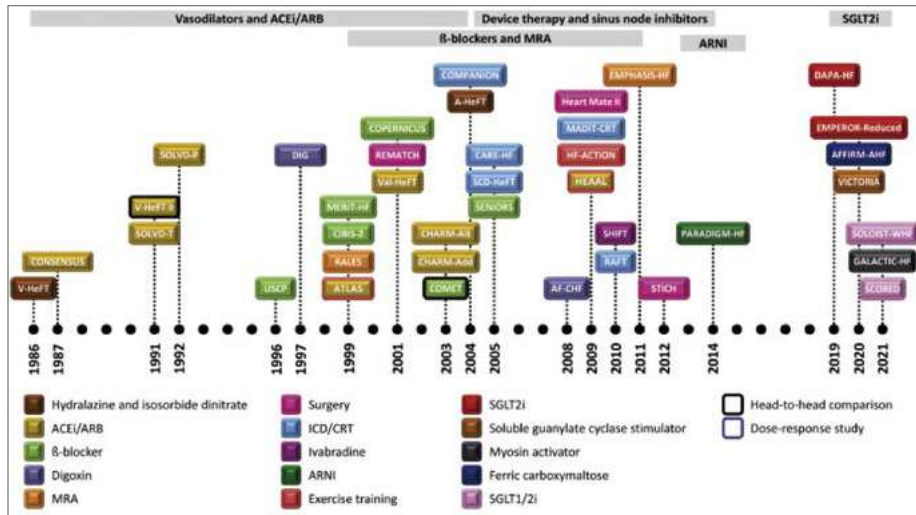 Vasodilators and ACEi/ARB
Device therapy and sinus node inhibitors
SGLT2i
ß-blockers and MRA
ARNI
COMPANION
EMPHASIS-HF
DAPA-HF
A-HeFT
Heart Mate II
COPERNICUS
MADIT-CRT
EMPEROR-Reduced
SOLVD-P
DIG
REMATCH
CARE-HF
HF-ACTION
AFFIRM-AHF
Val-HeFT
SCD-HeFT
HEAAL
VICTORIA
V-HeFT II
MERIT-HF
SENIORS
SOLVD-T
CIBIS-2
CHARM-Alt
SHIFT
PARADIGM-HF
SOLOIST-WHF
CONSENSUS
RALES
CHARM-Add
RAFT
GALACTIC-HF
V-HeFT
USCP
ATLAS
COMET
AF-CHF
STICH
SCORED
1986
1987
1991
1992
1996
1997
1999
2001
2003
2004
2005
2008
2009
2010
2011
2012
2014
2019
2020
2021
Hydralazine and isosorbide dinitrate
ACEi/ARB
ß-blocker
Digoxin
MRA
Surgery
ICD/CRT
Ivabradine
ARNI
Exercise training
SGLT2i
Soluble guanylate cyclase stimulator
Myosin activator
Ferric carboxymaltose
SGLT1/2i
Head-to-head comparison
Dose-response study